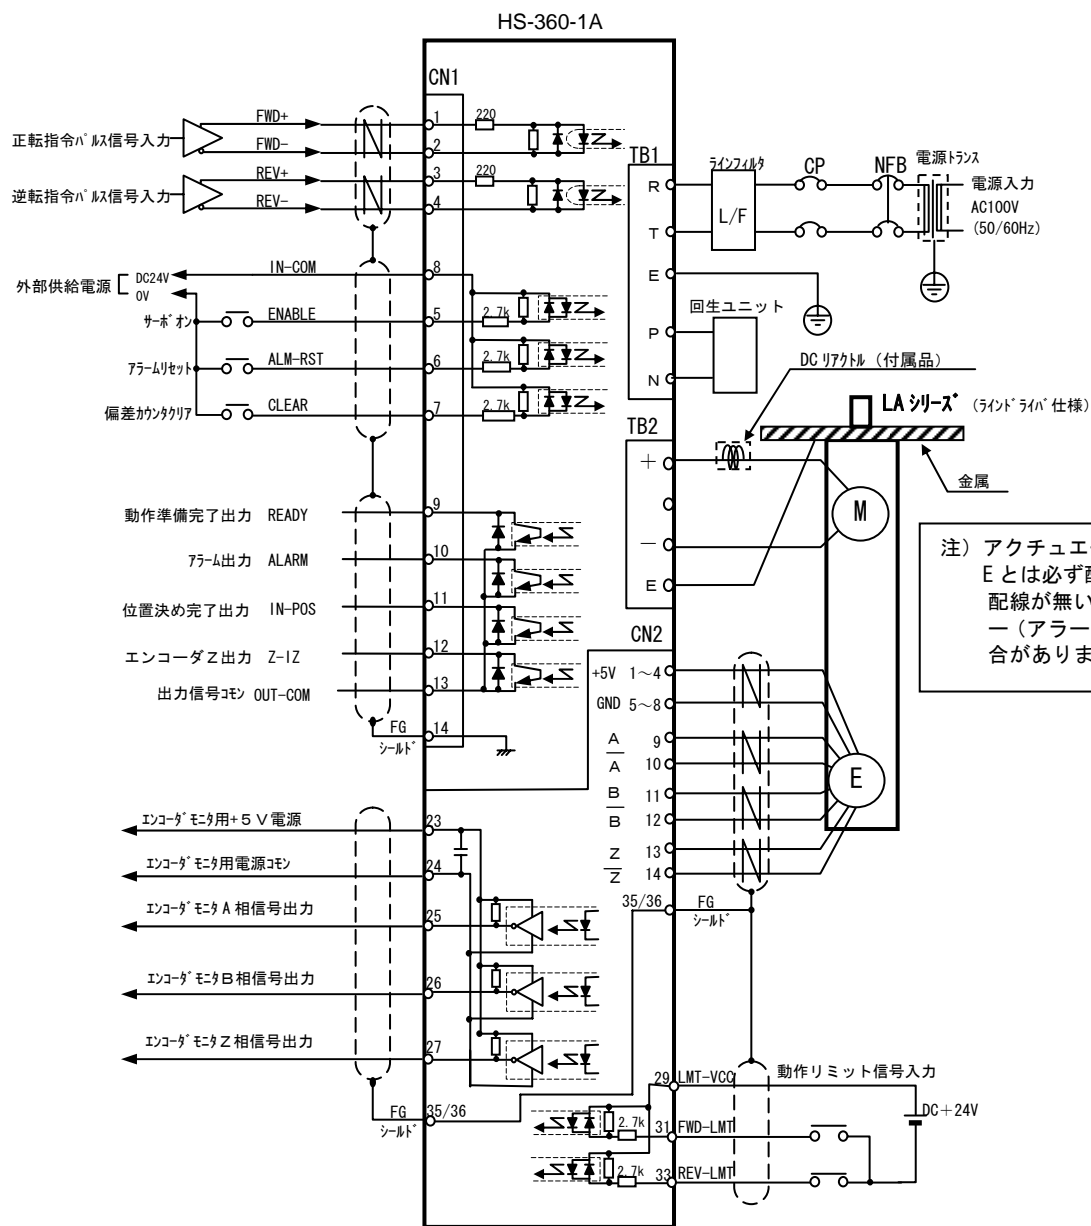 HS-360-1A
CN1
正転指令パルス信号入力
FWD+
FWD-
1
2
220
逆転指令パルス信号入力
REV+
REV-
3
4
220
外部供給電源
DC24V
0V
IN-COM
8
サーボオン
ENABLE
5
2.7k
アラームリセット
ALM-RST
6
2.7k
偏差カウンタクリア
CLEAR
7
2.7k
動作準備完了出力 READY
9
アラーム出力 ALARM
10
位置決め完了出力 IN-POS
11
エンコーダZ出力 Z-IZ
12
出力信号コモン OUT-COM
13
FG
シールド
14
エンコーダモニタ用+5V電源
23
エンコーダモニタ用電源コモン
24
エンコーダモニタA相信号出力
25
エンコーダモニタB相信号出力
26
エンコーダモニタZ相信号出力
27
FG
シールド
35/36
TB1
R
T
E
P
N
ラインフィルタ
L/F
CP
NFB
電源トランス
電源入力
AC100V
(50/60Hz)
回生ユニット
DCリアクトル(付属品)
TB2
+
-
E
LAシリーズ (ラインドライバ仕様)
金属
M
注) アクチュエー
Eとは必ず配
配線が無い
ー(アラー
合がありま
CN2
+5V 1~4
GND 5~8
A 9
A̅ 10
B 11
B̅ 12
Z 13
Z̅ 14
E
35/36
FG
シールド
29 LMT-VCC
動作リミット信号入力
DC+24V
2.7k
31 FWD-LMT
2.7k
33 REV-LMT